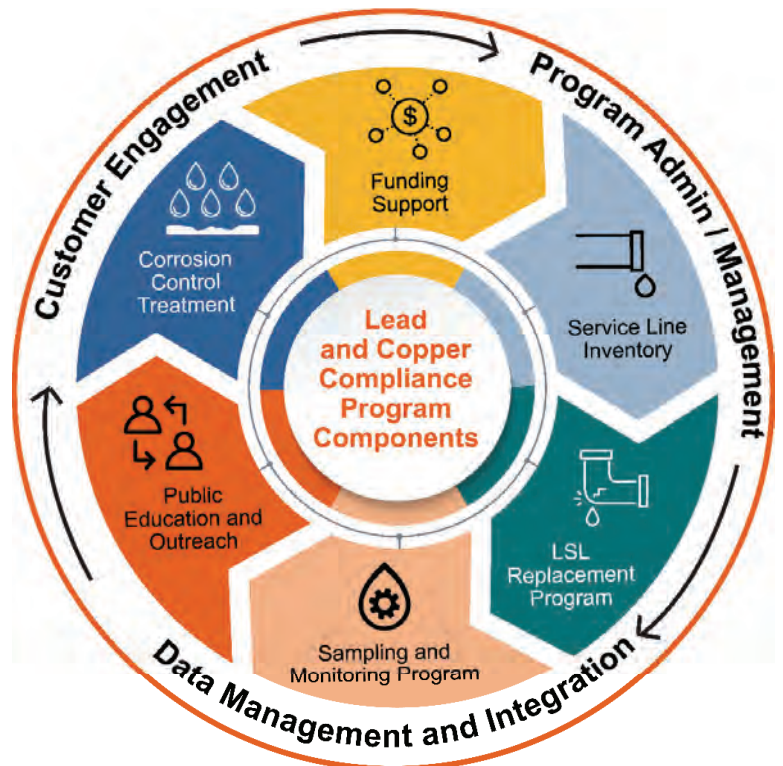 Customer Engagement
Program Admin / Management
Data Management and Integration
$
Funding
Support
Service Line
Inventory
LSL
Replacement
Program
Sampling and
Monitoring Program
Public
Education and
Outreach
Corrosion
Control
Treatment
Lead
and Copper
Compliance
Program
Components